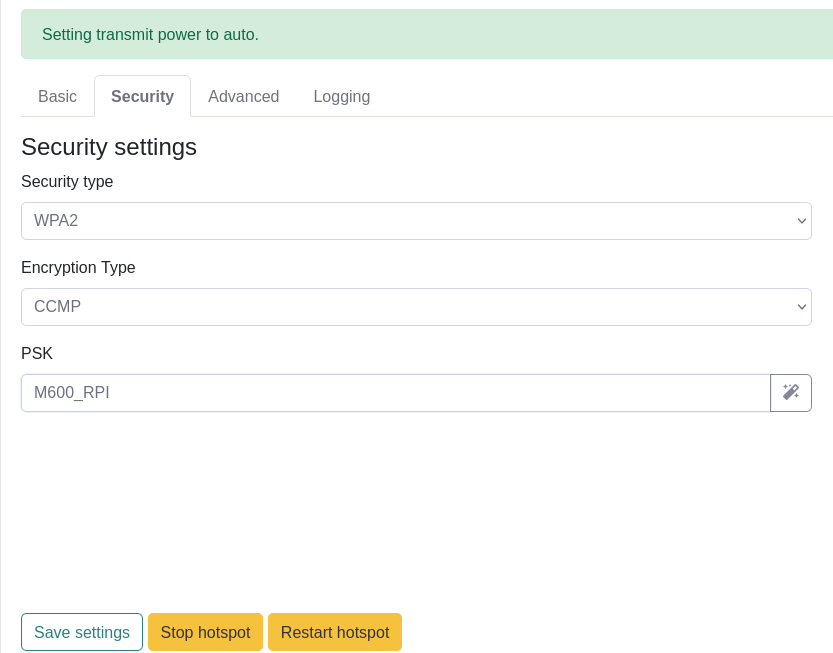 Setting transmit power to auto.
Basic Security Advanced Logging
Security settings
Security type
WPA2
Encryption Type
CCMP
PSK
M600_RPI
Save settings Stop hotspot Restart hotspot